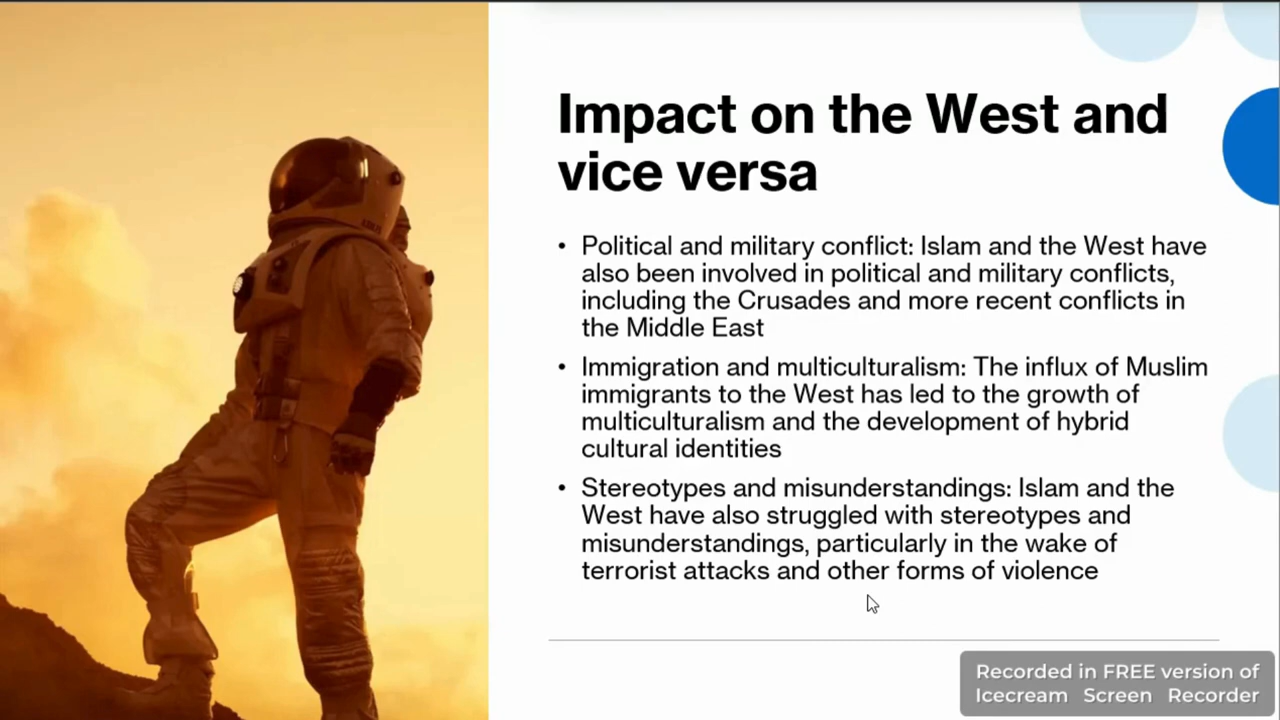 Impact on the West and
vice versa
• Political and military conflict: Islam and the West have
also been involved in political and military conflicts,
including the Crusades and more recent conflicts in
the Middle East
• Immigration and multiculturalism: The influx of Muslim
immigrants to the West has led to the growth of
multiculturalism and the development of hybrid
cultural identities
• Stereotypes and misunderstandings: Islam and the
West have also struggled with stereotypes and
misunderstandings, particularly in the wake of
terrorist attacks and other forms of violence
Recorded in FREE version of
Icecream Screen Recorder